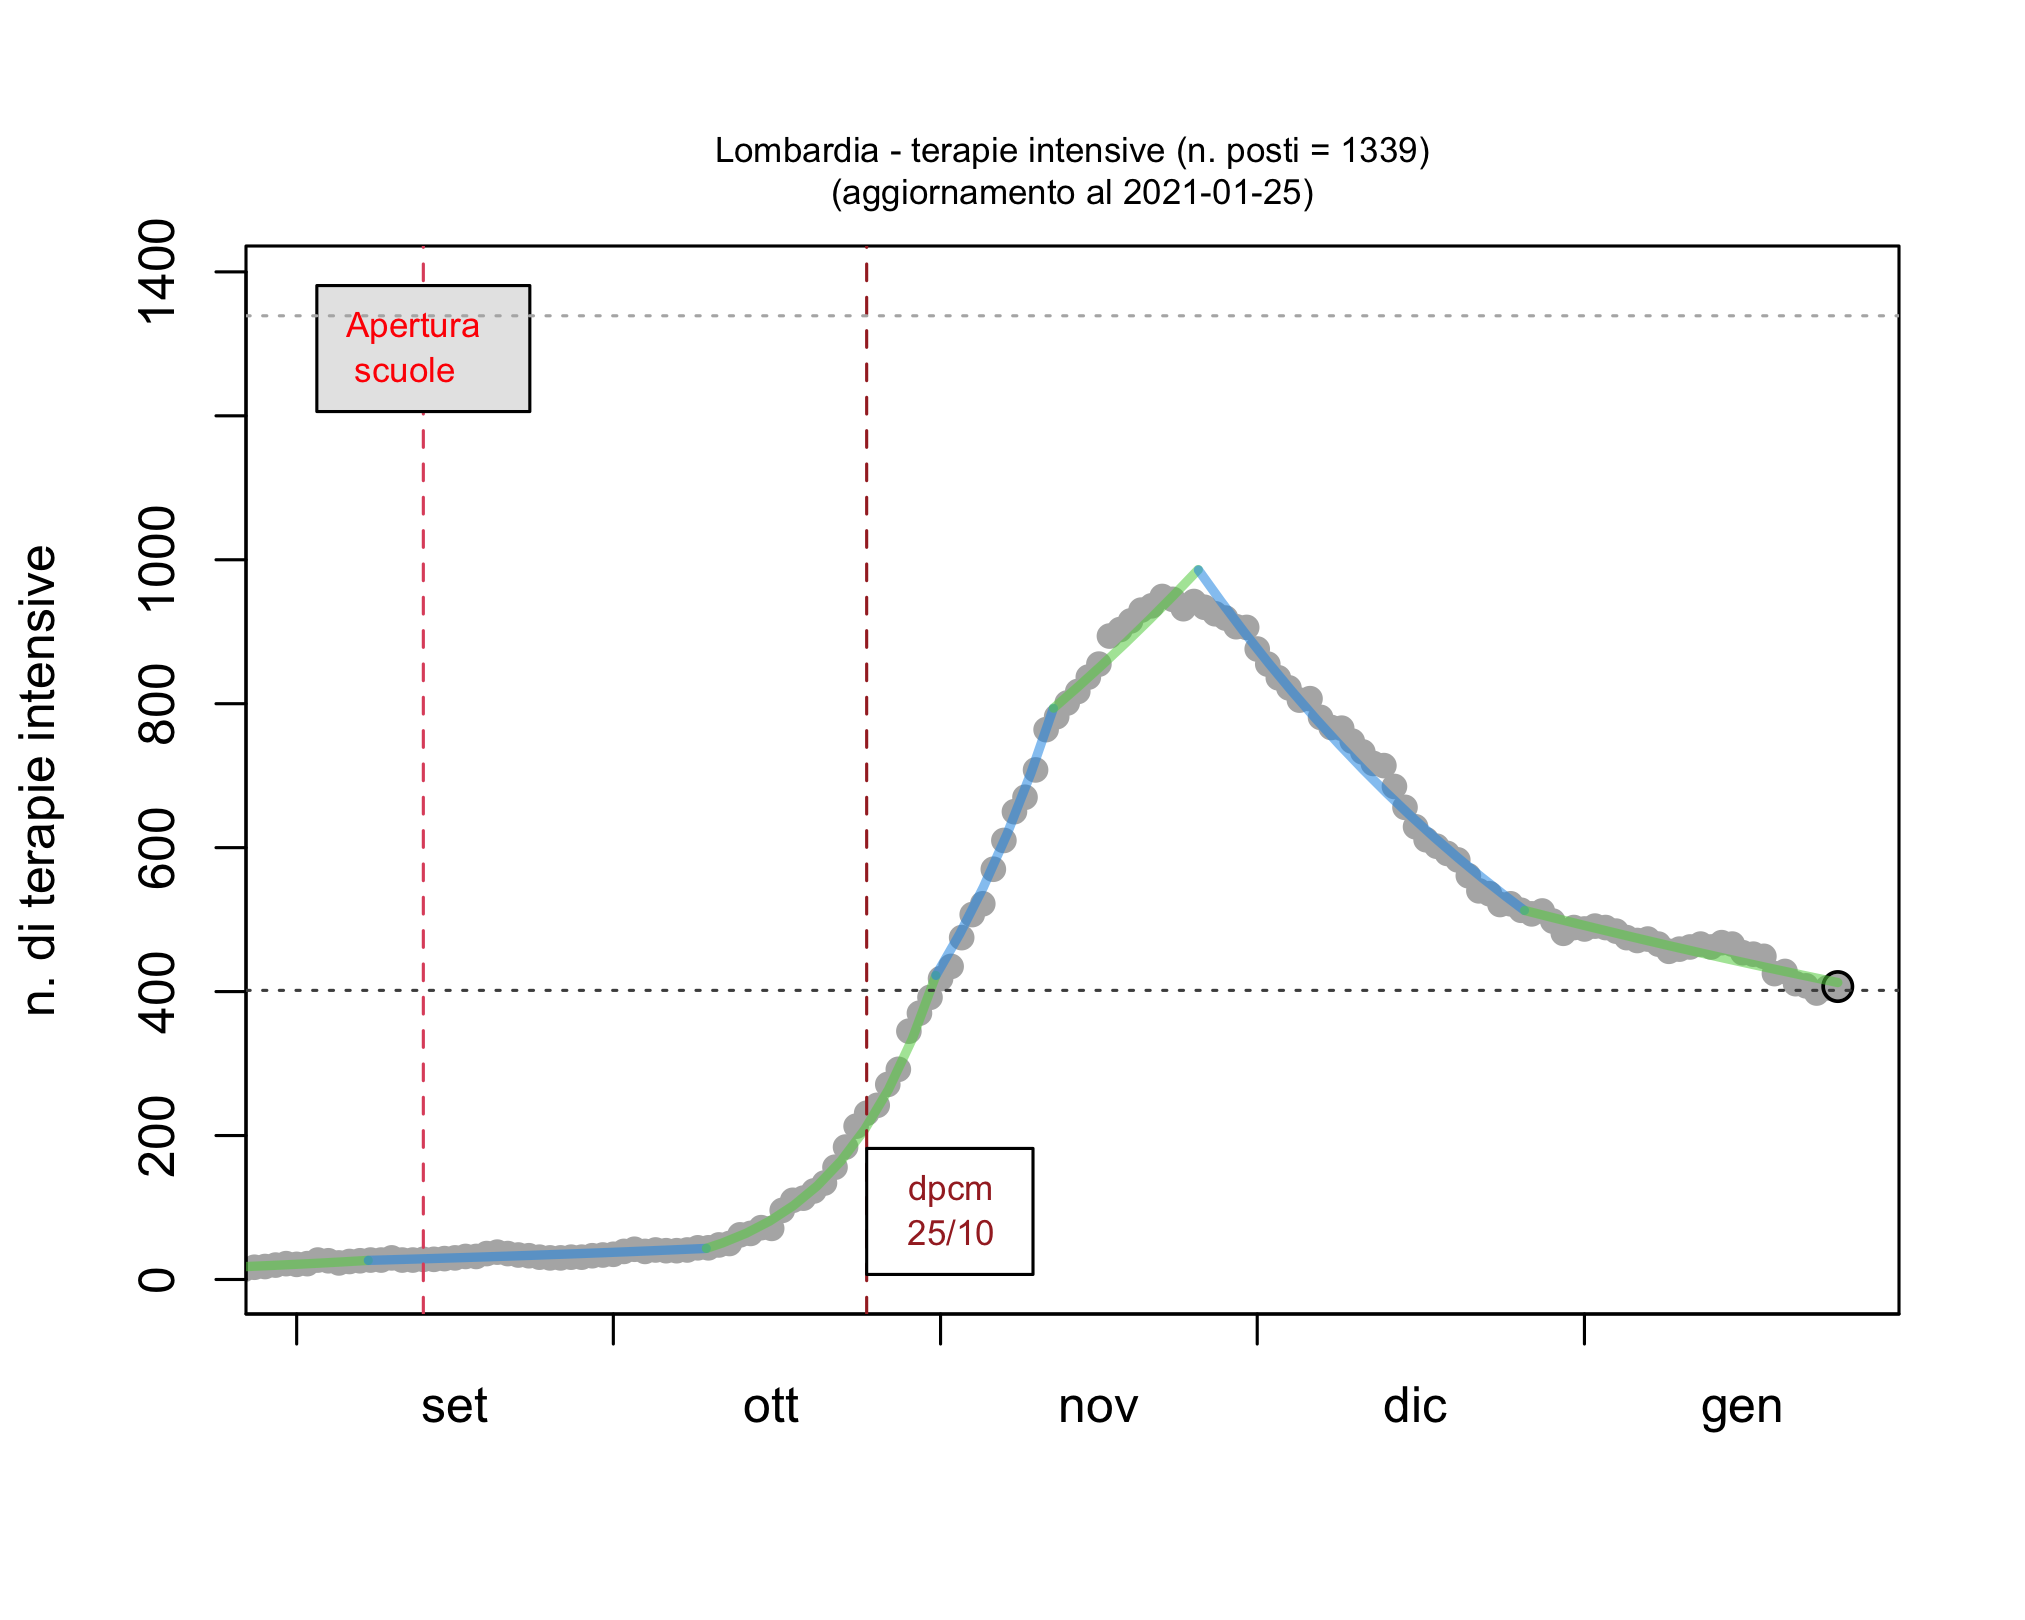 Lombardia - terapie intensive (n. posti = 1339)
(aggiornamento al 2021-01-25)
n. di terapie intensive
1400
1000
800
600
400
200
0
Apertura
scuole
dpcm
25/10
set
ott
nov
dic
gen